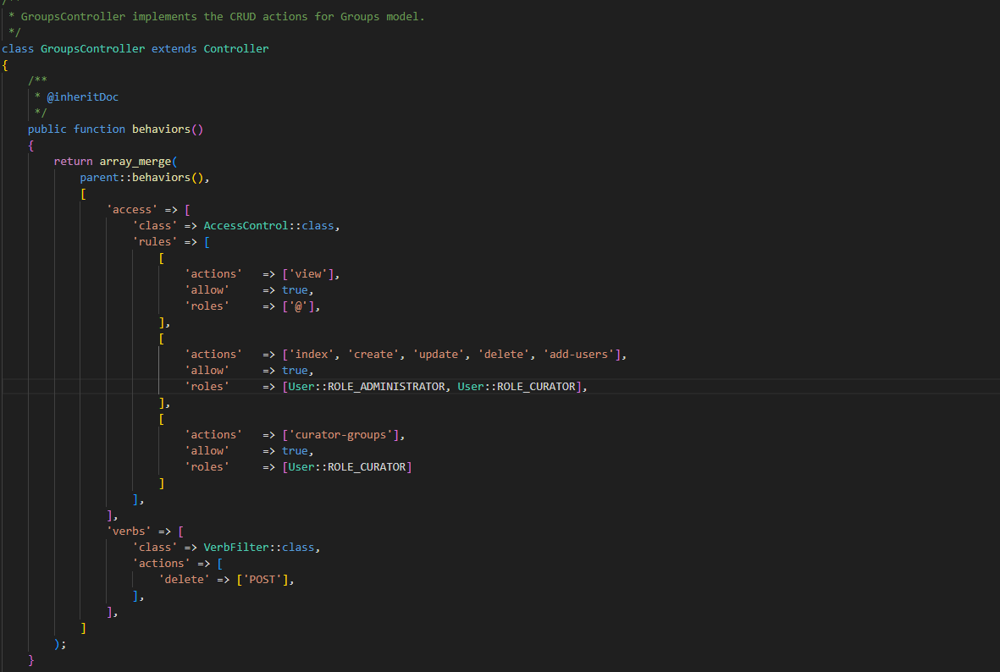 /**
 * GroupsController implements the CRUD actions for Groups model.
 */
class GroupsController extends Controller
{
    /**
     * @inheritDoc
     */
    public function behaviors()
    {
        return array_merge(
            parent::behaviors(),
            [
                'access' => [
                    'class' => AccessControl::class,
                    'rules' => [
                        [
                            'actions'   => ['view'],
                            'allow'     => true,
                            'roles'     => ['@'],
                        ],
                        [
                            'actions'   => ['index', 'create', 'update', 'delete', 'add-users'],
                            'allow'     => true,
                            'roles'     => [User::ROLE_ADMINISTRATOR, User::ROLE_CURATOR],
                        ],
                        [
                            'actions'   => ['curator-groups'],
                            'allow'     => true,
                            'roles'     => [User::ROLE_CURATOR]
                        ]
                    ],
                ],
                'verbs' => [
                    'class' => VerbFilter::class,
                    'actions' => [
                        'delete' => ['POST'],
                    ],
                ],
            ]
        );
    }